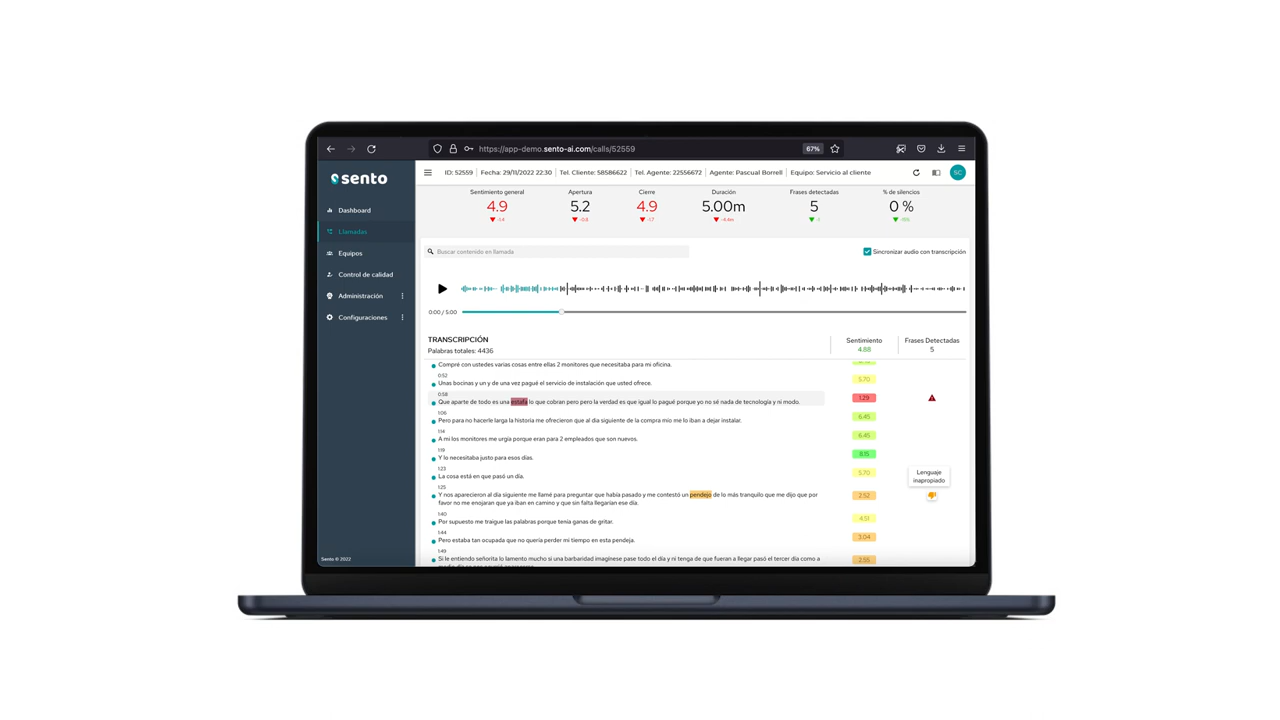 https://app-demo.sento-ai.com/calls/52559
67%
sento
ID: 52559 Fecha: 29/11/2022 22:30 Tel. Cliente: 58586622 Tel. Agente: 22556672 Agente: Pascual Borrell Equipo: Servicio al cliente
SC
Dashboard
Llamadas
Equipos
Control de calidad
Administración
Configuraciones
Sento © 2022
Sentimiento general Apertura Cierre Duración Frases detectadas % de silencios
4.9 5.2 4.9 5.00m 5 0 %
-1.4 -0.8 -1.7 -4.4m
Buscar contenido en llamada
Sincronizar audio con transcripción
0:00 / 5:00
TRANSCRIPCIÓN
Palabras totales: 4436
Sentimiento
4.68
Frases Detectadas
5
Compré con ustedes varias cosas entre ellas 2 monitores que necesitaba para mi oficina.
0:52
Unas bocinas y un y de una vez pagué el servicio de instalación que usted ofrece.
5.70
0:58
Que aparte de todo es una estafa lo que cobran pero pero la verdad es que igual lo pagué porque yo no sé nada de tecnología y ni modo.
1.29
1:06
Pero para no hacerle larga la historia me ofrecieron que al dia siguiente de la compra mio me lo iban a dejar instalar.
6.45
1:14
A mi los monitores me urgía porque eran para 2 empleados que son nuevos.
6.45
1:19
Y lo necesitaba justo para esos días.
8.15
1:23
La cosa está en que pasó un día.
5.70
Lenguaje
inapropiado
1:25
Y nos aparecieron al día siguiente me llamé para preguntar que había pasado y me contestó un pendejo de lo más tranquilo que me dijo que por
favor no me enojaran que ya iban en camino y que sin falta llegarían ese día.
2.52
1:40
Por supuesto me traigue las palabras porque tenia ganas de gritar.
4.51
1:44
Pero estaba tan ocupada que no quería perder mi tiempo en esta pendeja.
3.04
1:49
Si le entiendo señorita lo lamento mucho si una barbaridad imaginese pase todo el día y ni tenga de que fueran a llegar pasó el tercer día como a
2.55